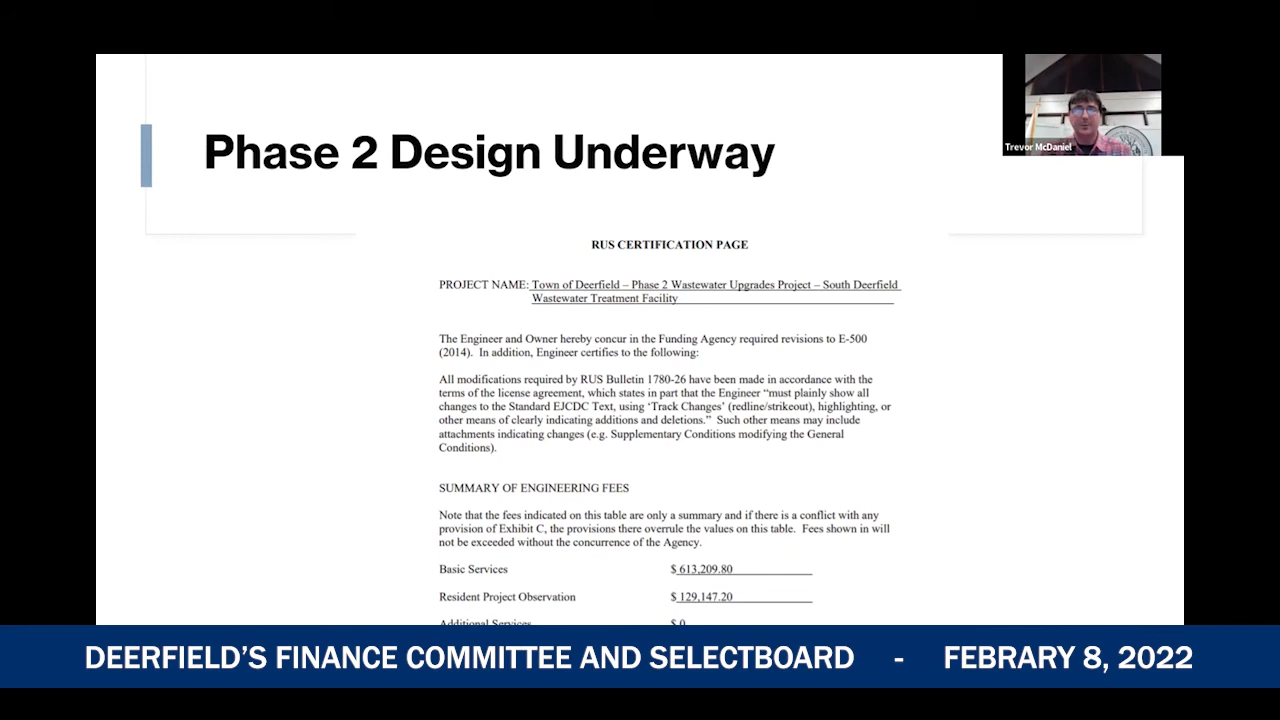 Phase 2 Design Underway
Trevor McDaniel
RUS CERTIFICATION PAGE
PROJECT NAME: Town of Deerfield – Phase 2 Wastewater Upgrades Project – South Deerfield
Wastewater Treatment Facility
The Engineer and Owner hereby concur in the Funding Agency required revisions to E-500
(2014). In addition, Engineer certifies to the following:
All modifications required by RUS Bulletin 1780-26 have been made in accordance with the
terms of the license agreement, which states in part that the Engineer “must plainly show all
changes to the Standard EJCDC Text, using ‘Track Changes’ (redline/strikeout), highlighting, or
other means of clearly indicating additions and deletions.” Such other means may include
attachments indicating changes (e.g. Supplementary Conditions modifying the General
Conditions).
SUMMARY OF ENGINEERING FEES
Note that the fees indicated on this table are only a summary and if there is a conflict with any
provision of Exhibit C, the provisions there overrule the values on this table. Fees shown in will
not be exceeded without the concurrence of the Agency.
Basic Services $ 613,209.80
Resident Project Observation $ 129,147.20
Additional Services $ 0
DEERFIELD’S FINANCE COMMITTEE AND SELECTBOARD - FEBRARY 8, 2022